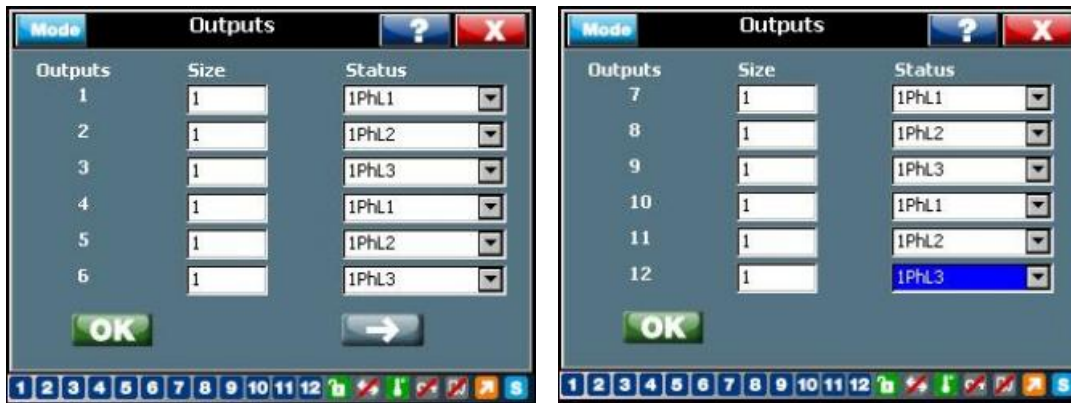 Mode Outputs ? X
Outputs Size Status
1 1 1PhL1
2 1 1PhL2
3 1 1PhL3
4 1 1PhL1
5 1 1PhL2
6 1 1PhL3
OK
1 2 3 4 5 6 7 8 9 10 11 12 S
Mode Outputs ? X
Outputs Size Status
7 1 1PhL1
8 1 1PhL2
9 1 1PhL3
10 1 1PhL1
11 1 1PhL2
12 1 1PhL3
OK
1 2 3 4 5 6 7 8 9 10 11 12 S